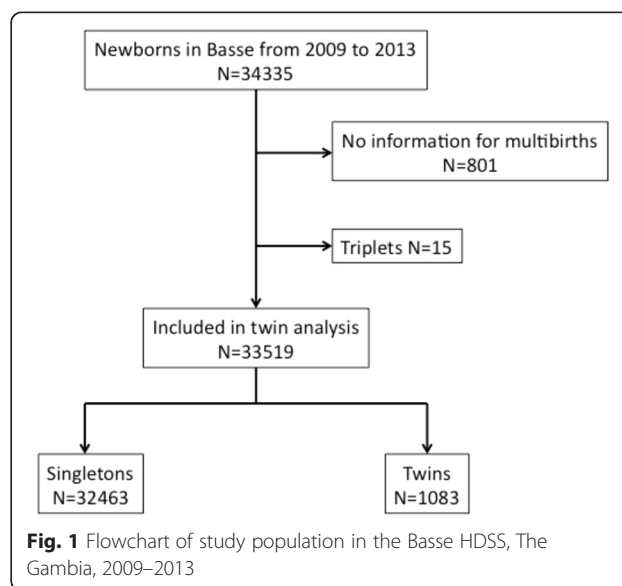 Newborns in Basse from 2009 to 2013
N=34335
No information for multibirths
N=801
Triplets N=15
Included in twin analysis
N=33519
Singletons
N=32463
Twins
N=1083
Fig. 1 Flowchart of study population in the Basse HDSS, The
Gambia, 2009–2013